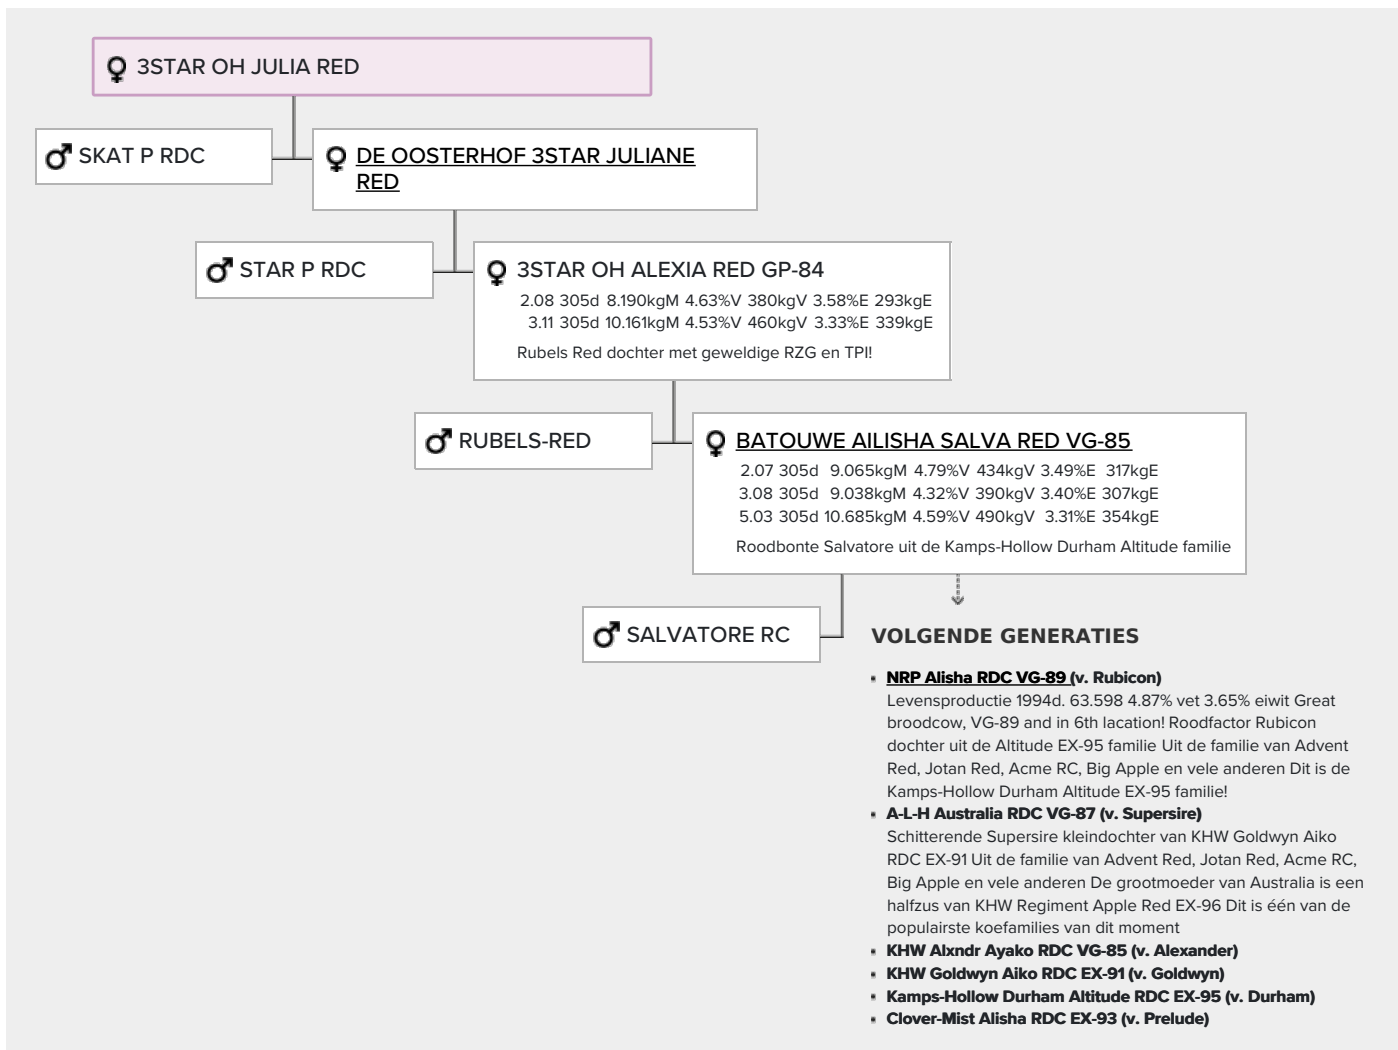 3STAR OH JULIA RED
SKAT P RDC
DE OOSTERHOF 3STAR JULIANE
RED
STAR P RDC
3STAR OH ALEXIA RED GP-84
2.08 305d 8.190kgM 4.63%V 380kgV 3.58%E 293kgE
3.11 305d 10.161kgM 4.53%V 460kgV 3.33%E 339kgE
Rubels Red dochter met geweldige RZG en TPI!
RUBELS-RED
BATOUWE AILISHA SALVA RED VG-85
2.07 305d 9.065kgM 4.79%V 434kgV 3.49%E 317kgE
3.08 305d 9.038kgM 4.32%V 390kgV 3.40%E 307kgE
5.03 305d 10.685kgM 4.59%V 490kgV 3.31%E 354kgE
Roodbonte Salvatore uit de Kamps-Hollow Durham Altitude familie
SALVATORE RC
VOLGENDE GENERATIES
NRP Alisha RDC VG-89 (v. Rubicon)
Levensproductie 1994d. 63.598 4.87% vet 3.65% eiwit Great
broodcow, VG-89 and in 6th lacation! Roodfactor Rubicon
dochter uit de Altitude EX-95 familie Uit de familie van Advent
Red, Jotan Red, Acme RC, Big Apple en vele anderen Dit is de
Kamps-Hollow Durham Altitude EX-95 familie!
A-L-H Australia RDC VG-87 (v. Supersire)
Schitterende Supersire kleindochter van KHW Goldwyn Aiko
RDC EX-91 Uit de familie van Advent Red, Jotan Red, Acme RC,
Big Apple en vele anderen De grootmoeder van Australia is een
halfzus van KHW Regiment Apple Red EX-96 Dit is één van de
populairste koefamilies van dit moment
KHW Alxndr Ayako RDC VG-85 (v. Alexander)
KHW Goldwyn Aiko RDC EX-91 (v. Goldwyn)
Kamps-Hollow Durham Altitude RDC EX-95 (v. Durham)
Clover-Mist Alisha RDC EX-93 (v. Prelude)